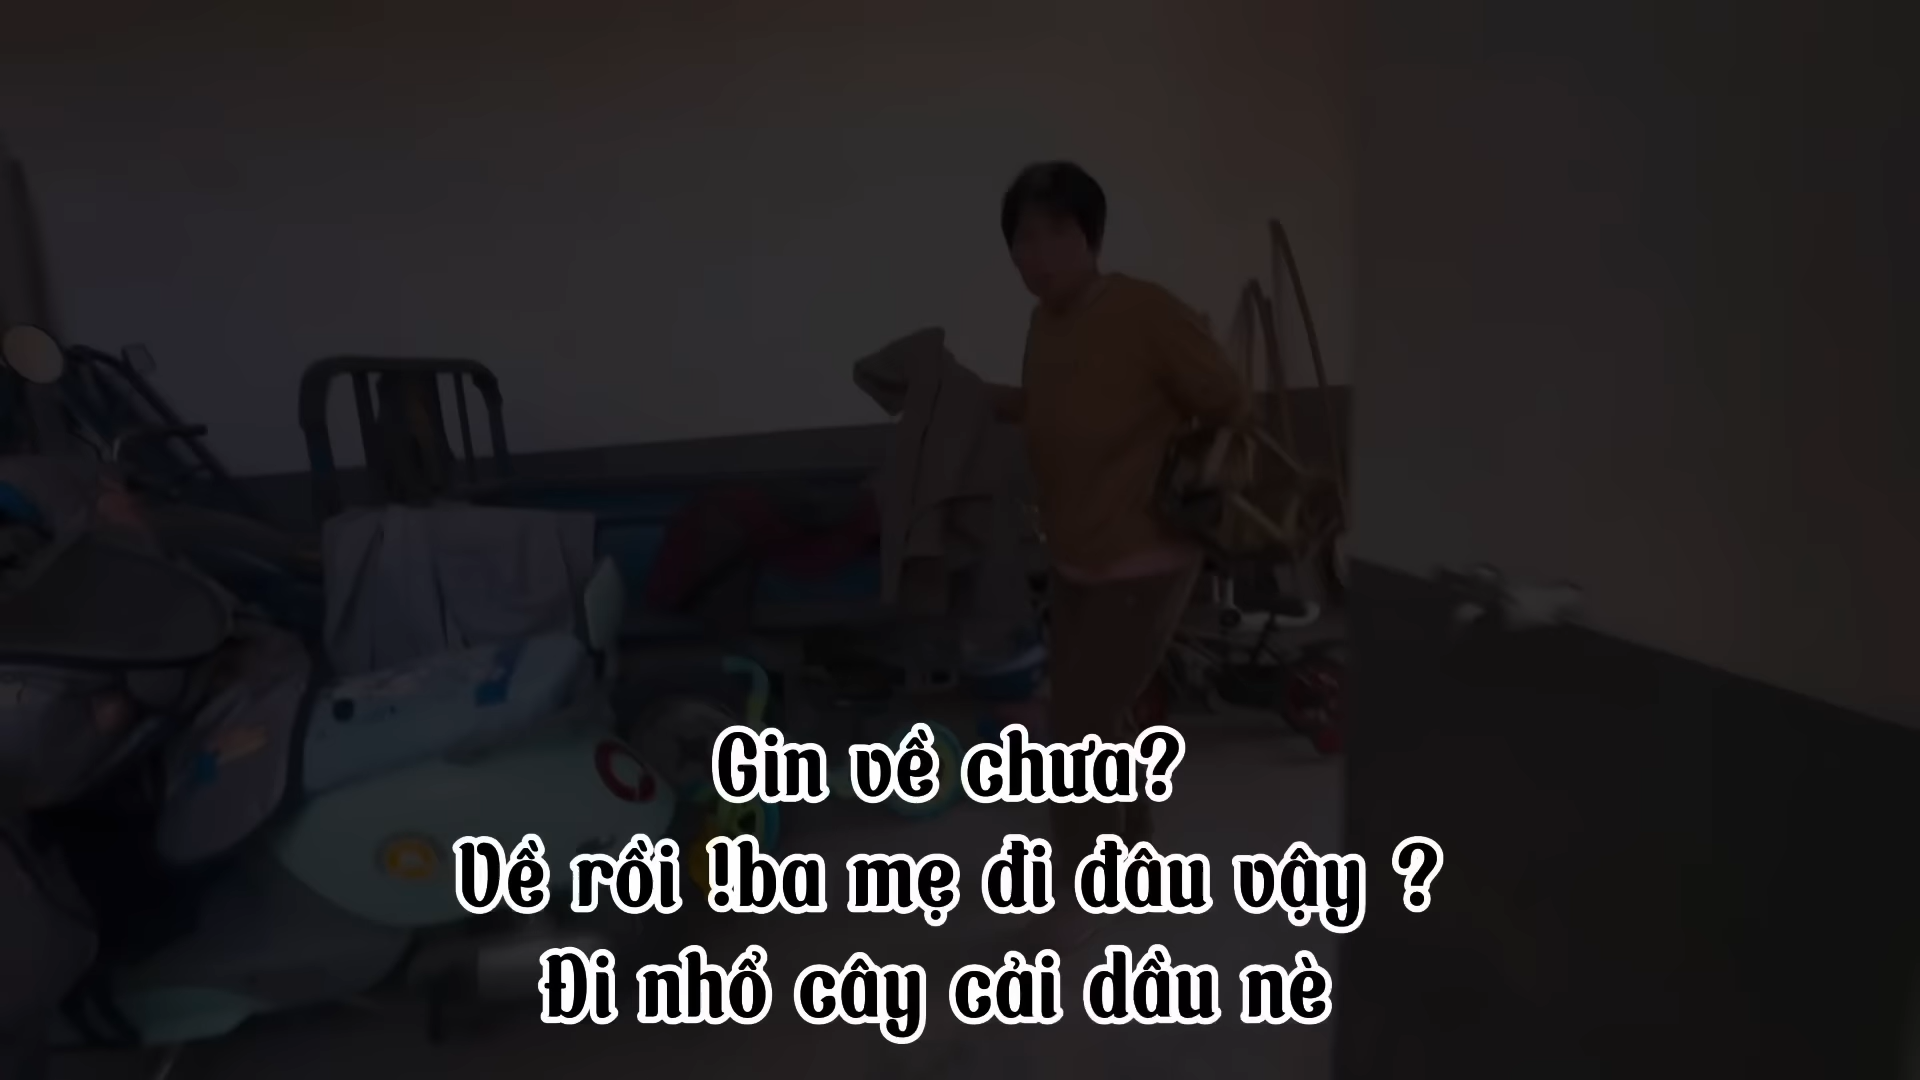 Gin về chưa?
Về rồi !ba mẹ đi đâu vậy ?
Đi nhổ cây cải dầu nè